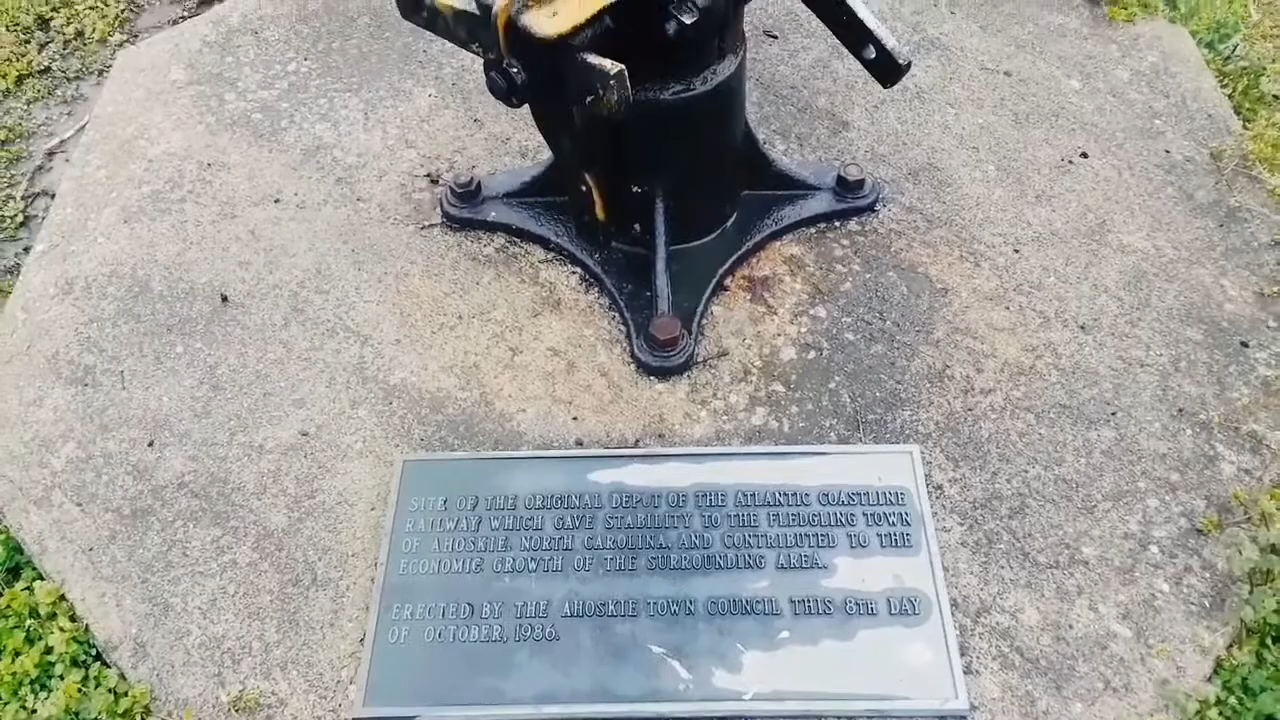 SITE OF THE ORIGINAL DEPOT OF THE ATLANTIC COASTLINE
RAILWAY WHICH GAVE STABILITY TO THE FLEDGLING TOWN
OF AHOSKIE, NORTH CAROLINA, AND CONTRIBUTED TO THE
ECONOMIC GROWTH OF THE SURROUNDING AREA.
ERECTED BY THE AHOSKIE TOWN COUNCIL THIS 8TH DAY
OF OCTOBER, 1986.